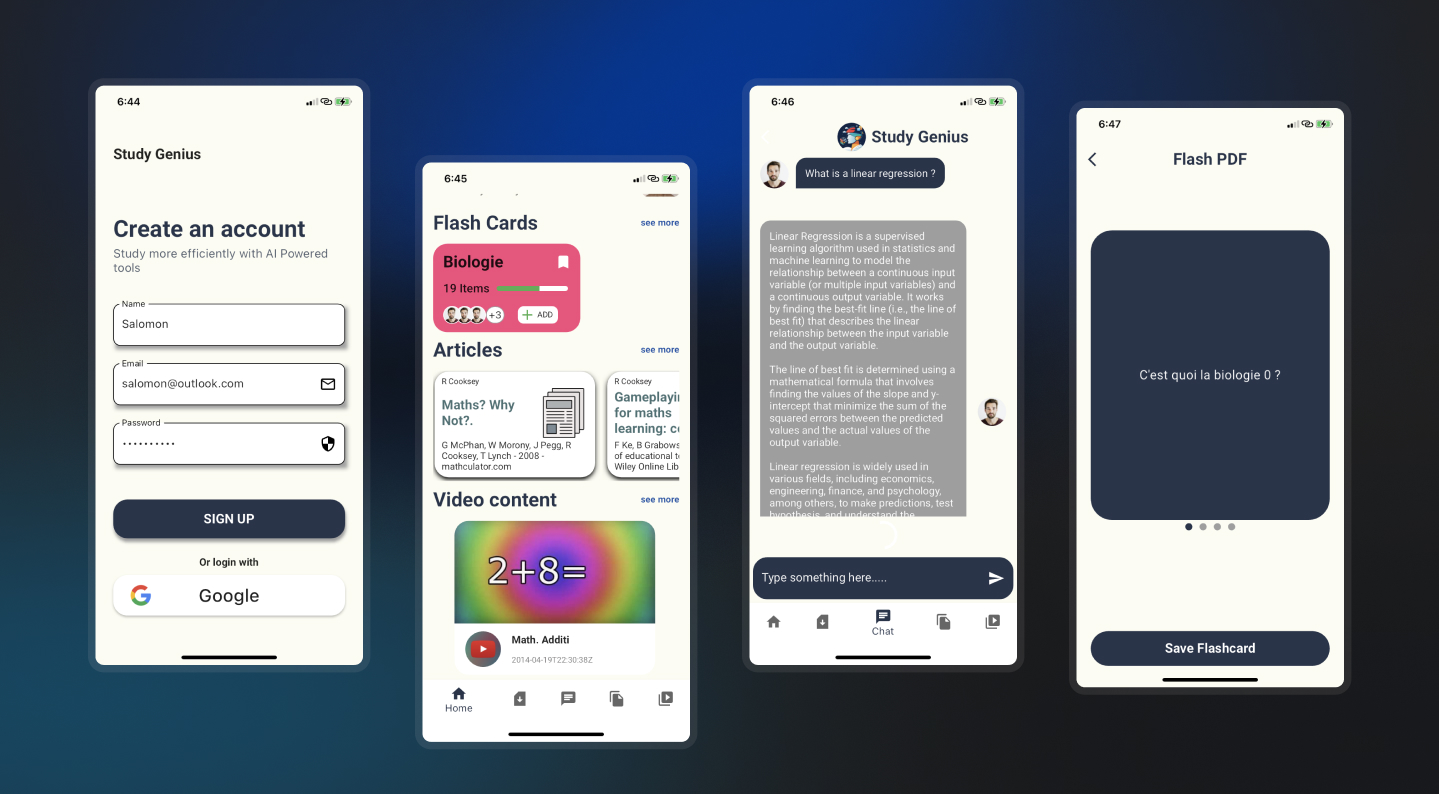 6:44
Study Genius
Create an account
Study more efficiently with AI Powered
tools
Name
Salomon
Email
salomon@outlook.com
Password
SIGN UP
Or login with
Google
6:45
Flash Cards
see more
Biologie
19 Items
+3
ADD
Articles
see more
R Cooksey
Maths? Why
Not?.
G McPhan, W Morony, J Pegg, R
Cooksey, T Lynch - 2008 -
mathculator.com
R Cooksey
Gameplayin
for maths
learning: co
F Ke, B Grabows
of educational te
Wiley Online Lib
Video content
see more
2+8=
Math. Additi
2014-04-19T22:30:38Z
Home
6:46
Study Genius
What is a linear regression ?
Linear Regression is a supervised
learning algorithm used in statistics and
machine learning to model the
relationship between a continuous input
variable (or multiple input variables) and
a continuous output variable. It works
by finding the best-fit line (i.e., the line of
best fit) that describes the linear
relationship between the input variable
and the output variable.
The line of best fit is determined using a
mathematical formula that involves
finding the values of the slope and y-
intercept that minimize the sum of the
squared errors between the predicted
values and the actual values of the
output variable.
Linear regression is widely used in
various fields, including economics,
engineering, finance, and psychology,
among others, to make predictions, test
hypothesis, and understand the
Type something here.....
Chat
6:47
Flash PDF
C'est quoi la biologie 0 ?
Save Flashcard